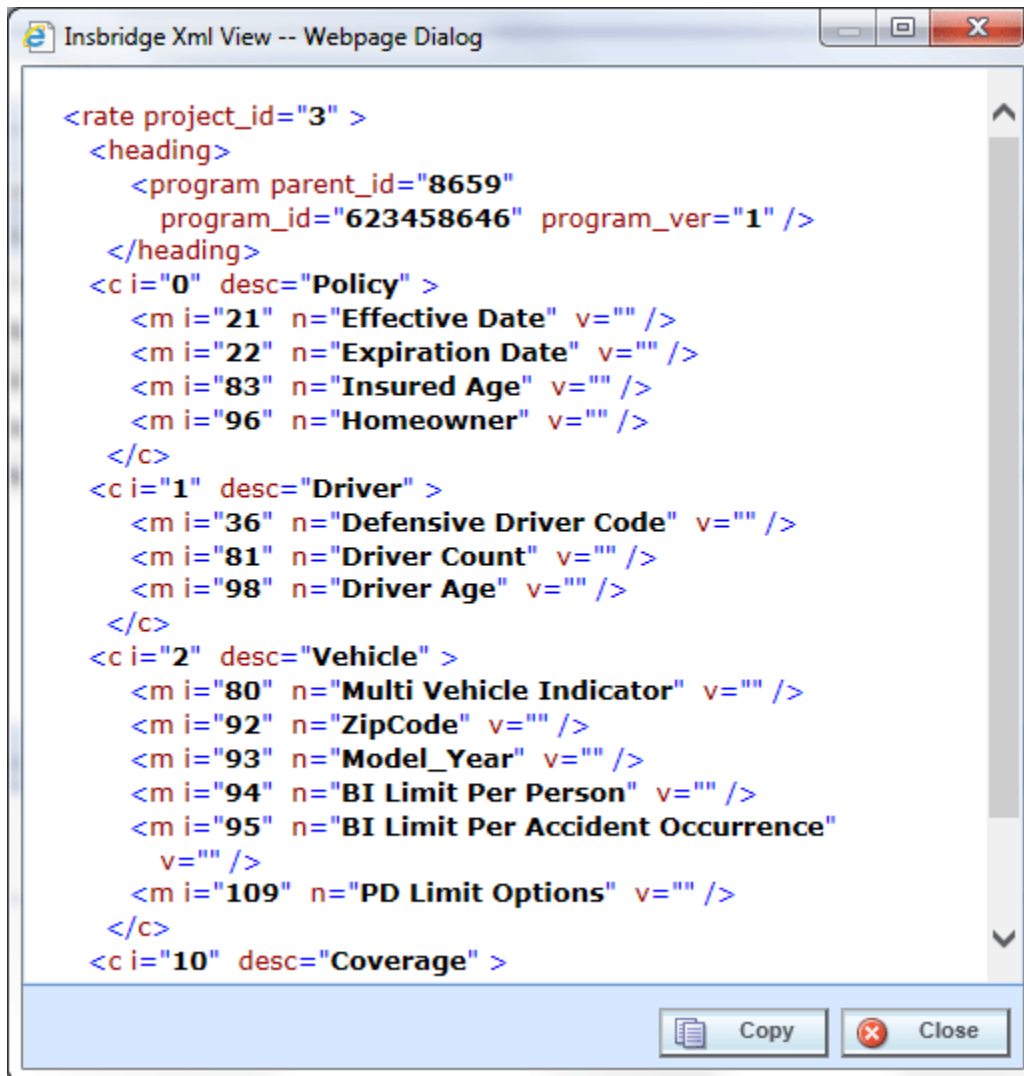 Insbridge Xml View -- Webpage Dialog
<rate project_id="3" >
<heading>
<program parent_id="8659"
program_id="623458646" program_ver="1" />
</heading>
<c i="0" desc="Policy" >
<m i="21" n="Effective Date" v="" />
<m i="22" n="Expiration Date" v="" />
<m i="83" n="Insured Age" v="" />
<m i="96" n="Homeowner" v="" />
</c>
<c i="1" desc="Driver" >
<m i="36" n="Defensive Driver Code" v="" />
<m i="81" n="Driver Count" v="" />
<m i="98" n="Driver Age" v="" />
</c>
<c i="2" desc="Vehicle" >
<m i="80" n="Multi Vehicle Indicator" v="" />
<m i="92" n="ZipCode" v="" />
<m i="93" n="Model_Year" v="" />
<m i="94" n="BI Limit Per Person" v="" />
<m i="95" n="BI Limit Per Accident Occurrence"
v="" />
<m i="109" n="PD Limit Options" v="" />
</c>
<c i="10" desc="Coverage" >
Copy Close